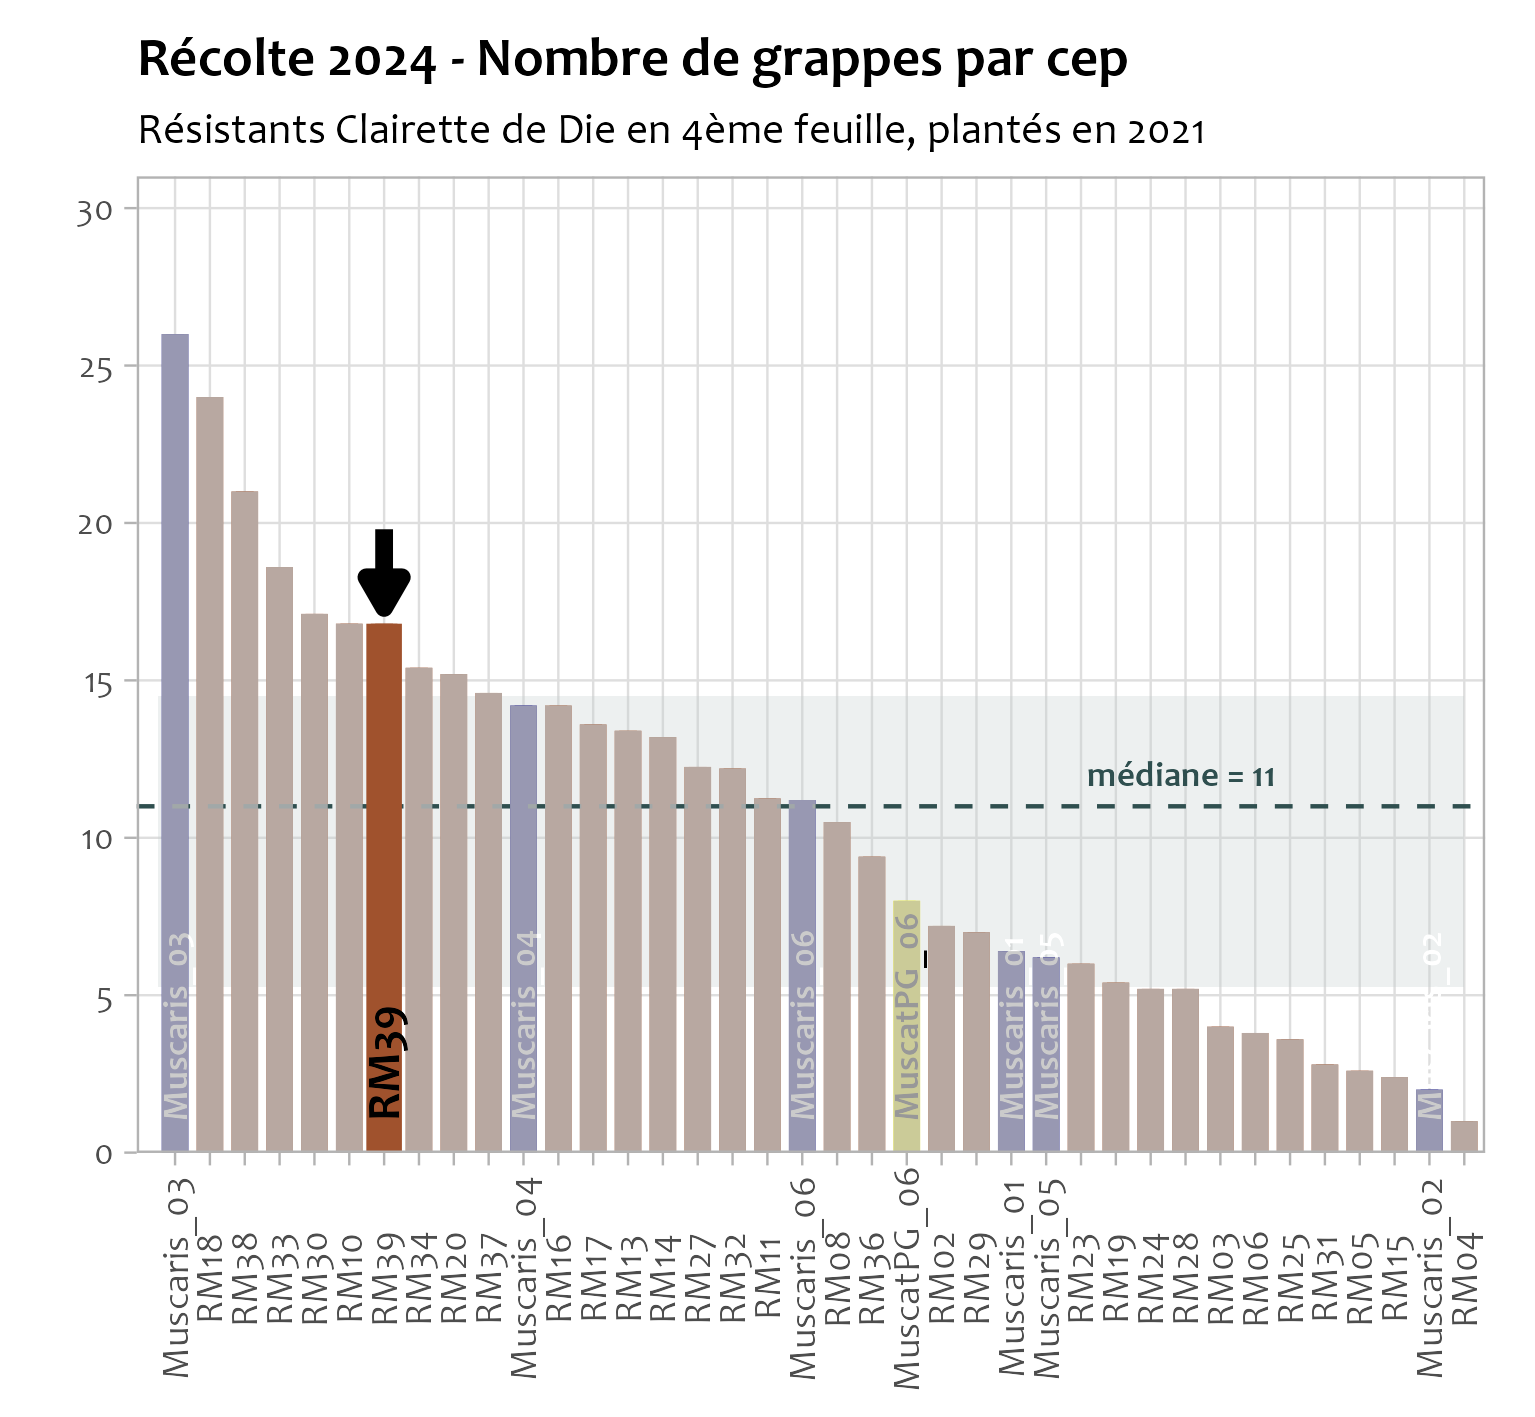 Récolte 2024 - Nombre de grappes par cep
Résistants Clairette de Die en 4ème feuille, plantés en 2021
30
25
20
15
10
5
0
médiane = 11
Muscaris_03
RM39
Muscaris_04
Muscaris_06
MuscatPG_06
Muscaris_01
Muscaris_05
Muscaris_02
Muscaris_03
RM18
RM38
RM33
RM30
RM10
RM39
RM34
RM20
RM37
Muscaris_04
RM16
RM17
RM13
RM14
RM27
RM32
RM11
Muscaris_06
RM08
RM36
MuscatPG_06
RM02
RM29
Muscaris_01
Muscaris_05
RM23
RM19
RM24
RM28
RM03
RM06
RM25
RM31
RM05
RM15
Muscaris_02
RM04